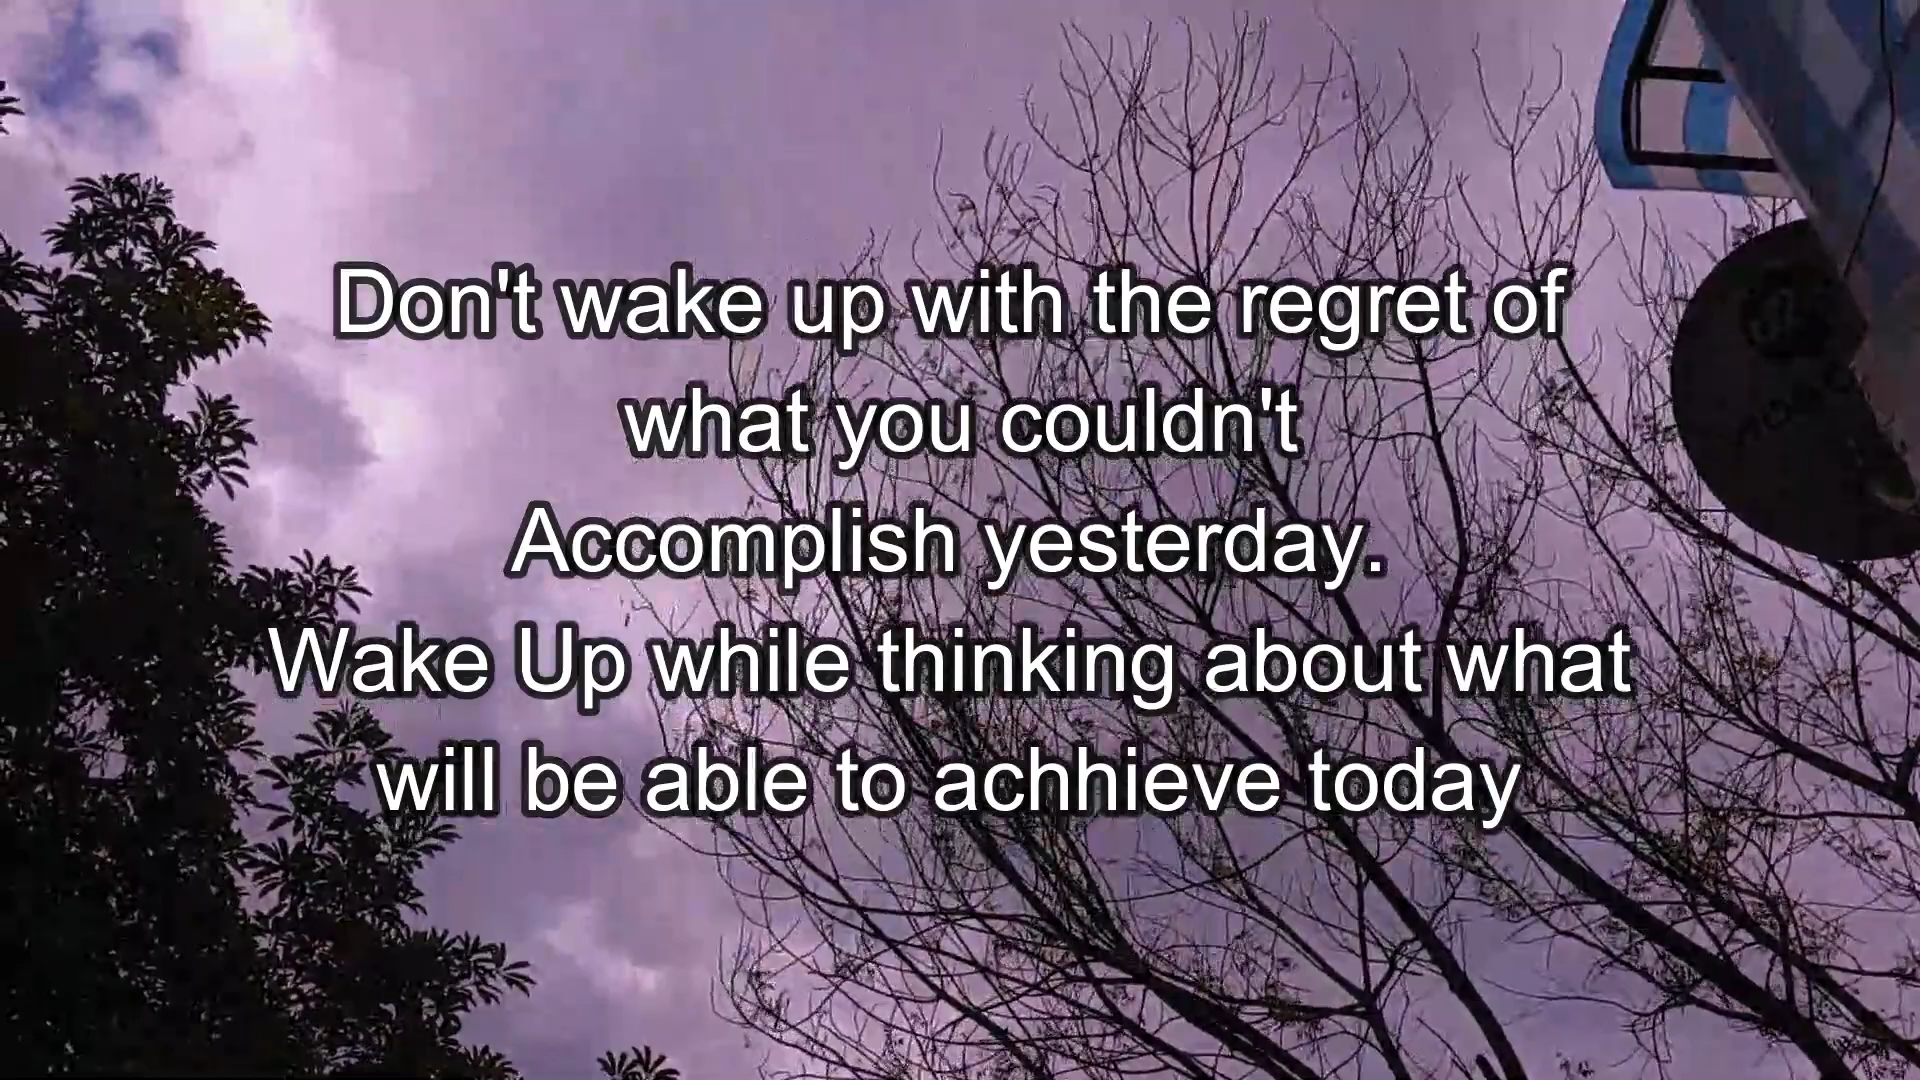 Don't wake up with the regret of
what you couldn't
Accomplish yesterday.
Wake Up while thinking about what
will be able to achhieve today